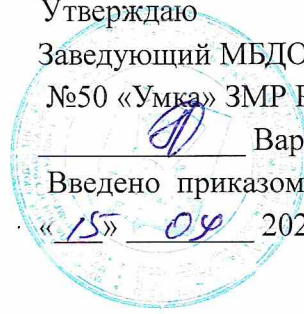 Утверждаю
Заведующий МБДО
№50 «Умка» ЗМР
Вар
Введено приказом
«15» 04 202